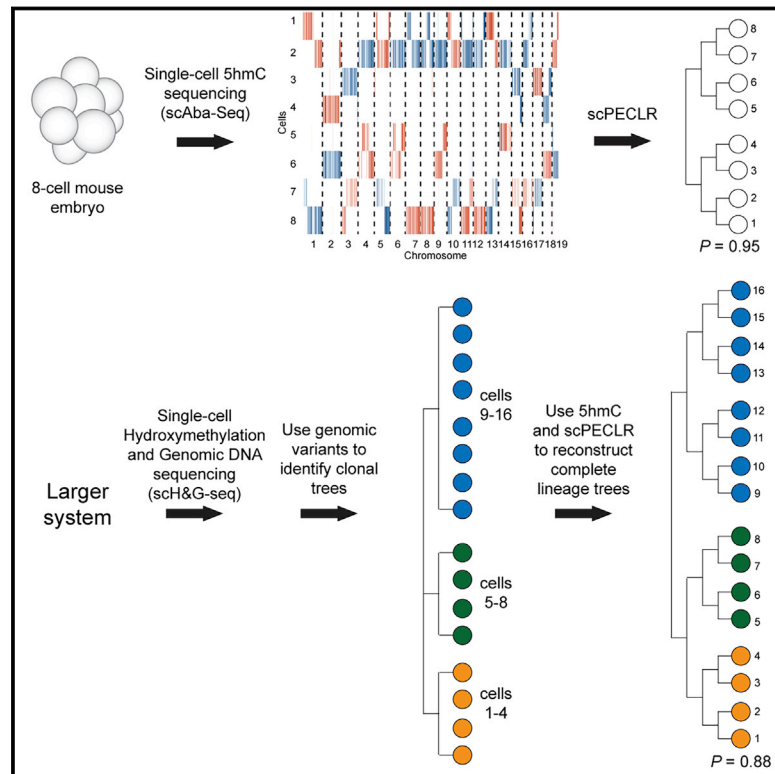 8-cell mouse
embryo
Single-cell 5hmC
sequencing
(scAba-Seq)
Cells
1
2
3
4
5
6
7
8
1 2 3 4 5 6 7 8 9 10 11 12 13 14 15 16 17 18 19
Chromosome
scPECLR
8
7
6
5
4
3
2
1
P = 0.95
Larger
system
Single-cell
Hydroxymethylation
and Genomic DNA
sequencing
(scH&G-seq)
Use genomic
variants to
identify clonal
trees
cells
9-16
cells
5-8
cells
1-4
Use 5hmC
and scPECLR
to reconstruct
complete
lineage trees
16
15
14
13
12
11
10
9
8
7
6
5
4
3
2
1
P = 0.88